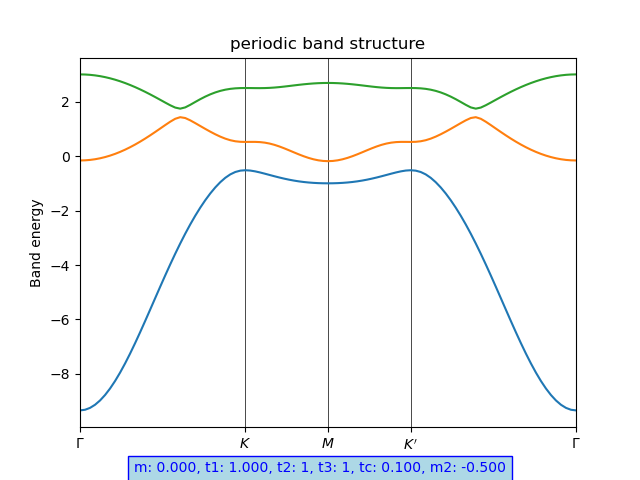 periodic band structure
Band energy
2
0
−2
−4
−6
−8
Γ K M K′ Γ
m: 0.000, t1: 1.000, t2: 1, t3: 1, tc: 0.100, m2: -0.500